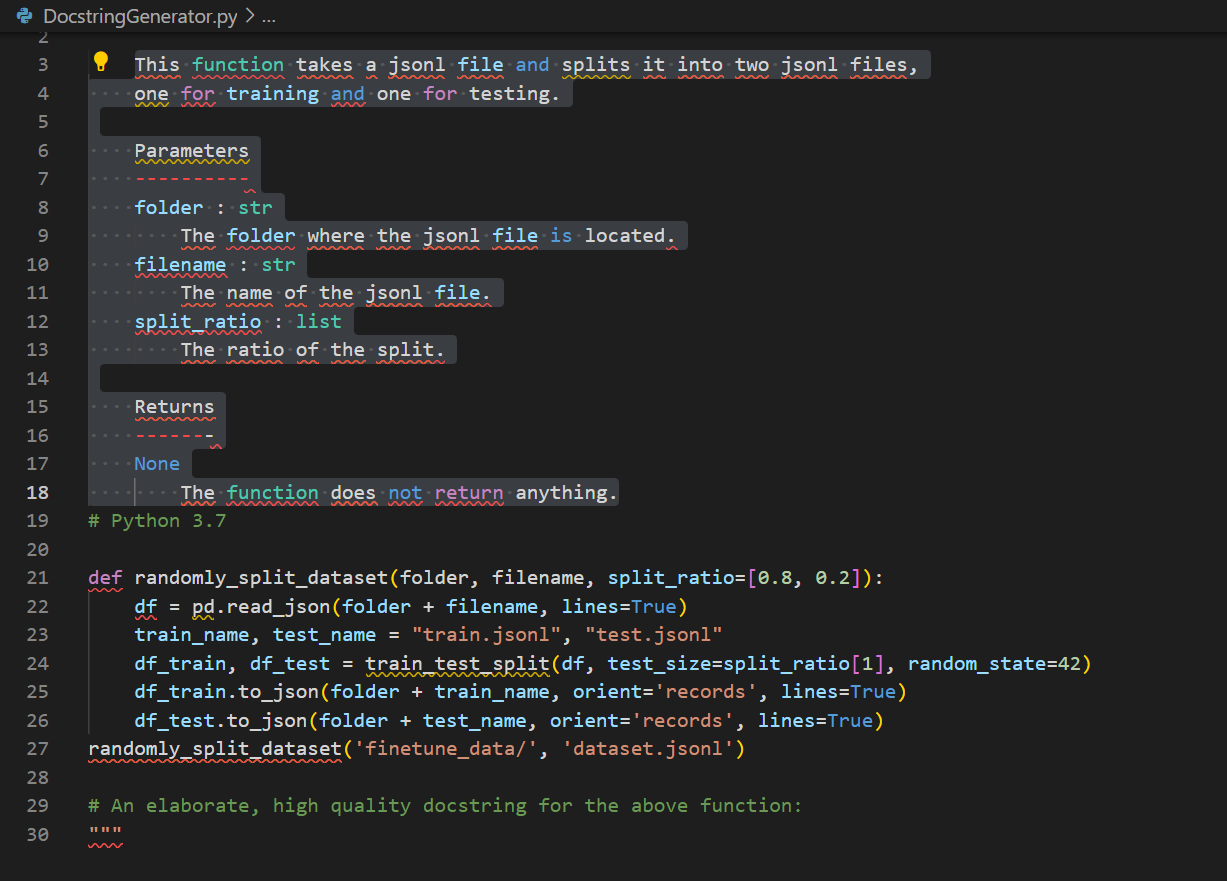 DocstringGenerator.py > ...
2
3 This function takes a jsonl file and splits it into two jsonl files,
4 one for training and one for testing.
5
6 Parameters
7 ----------
8 folder : str
9 The folder where the jsonl file is located.
10 filename : str
11 The name of the jsonl file.
12 split_ratio : list
13 The ratio of the split.
14
15 Returns
16 -------
17 None
18 The function does not return anything.
19 # Python 3.7
20
21 def randomly_split_dataset(folder, filename, split_ratio=[0.8, 0.2]):
22 df = pd.read_json(folder + filename, lines=True)
23 train_name, test_name = "train.jsonl", "test.jsonl"
24 df_train, df_test = train_test_split(df, test_size=split_ratio[1], random_state=42)
25 df_train.to_json(folder + train_name, orient='records', lines=True)
26 df_test.to_json(folder + test_name, orient='records', lines=True)
27 randomly_split_dataset('finetune_data/', 'dataset.jsonl')
28
29 # An elaborate, high quality docstring for the above function:
30 """